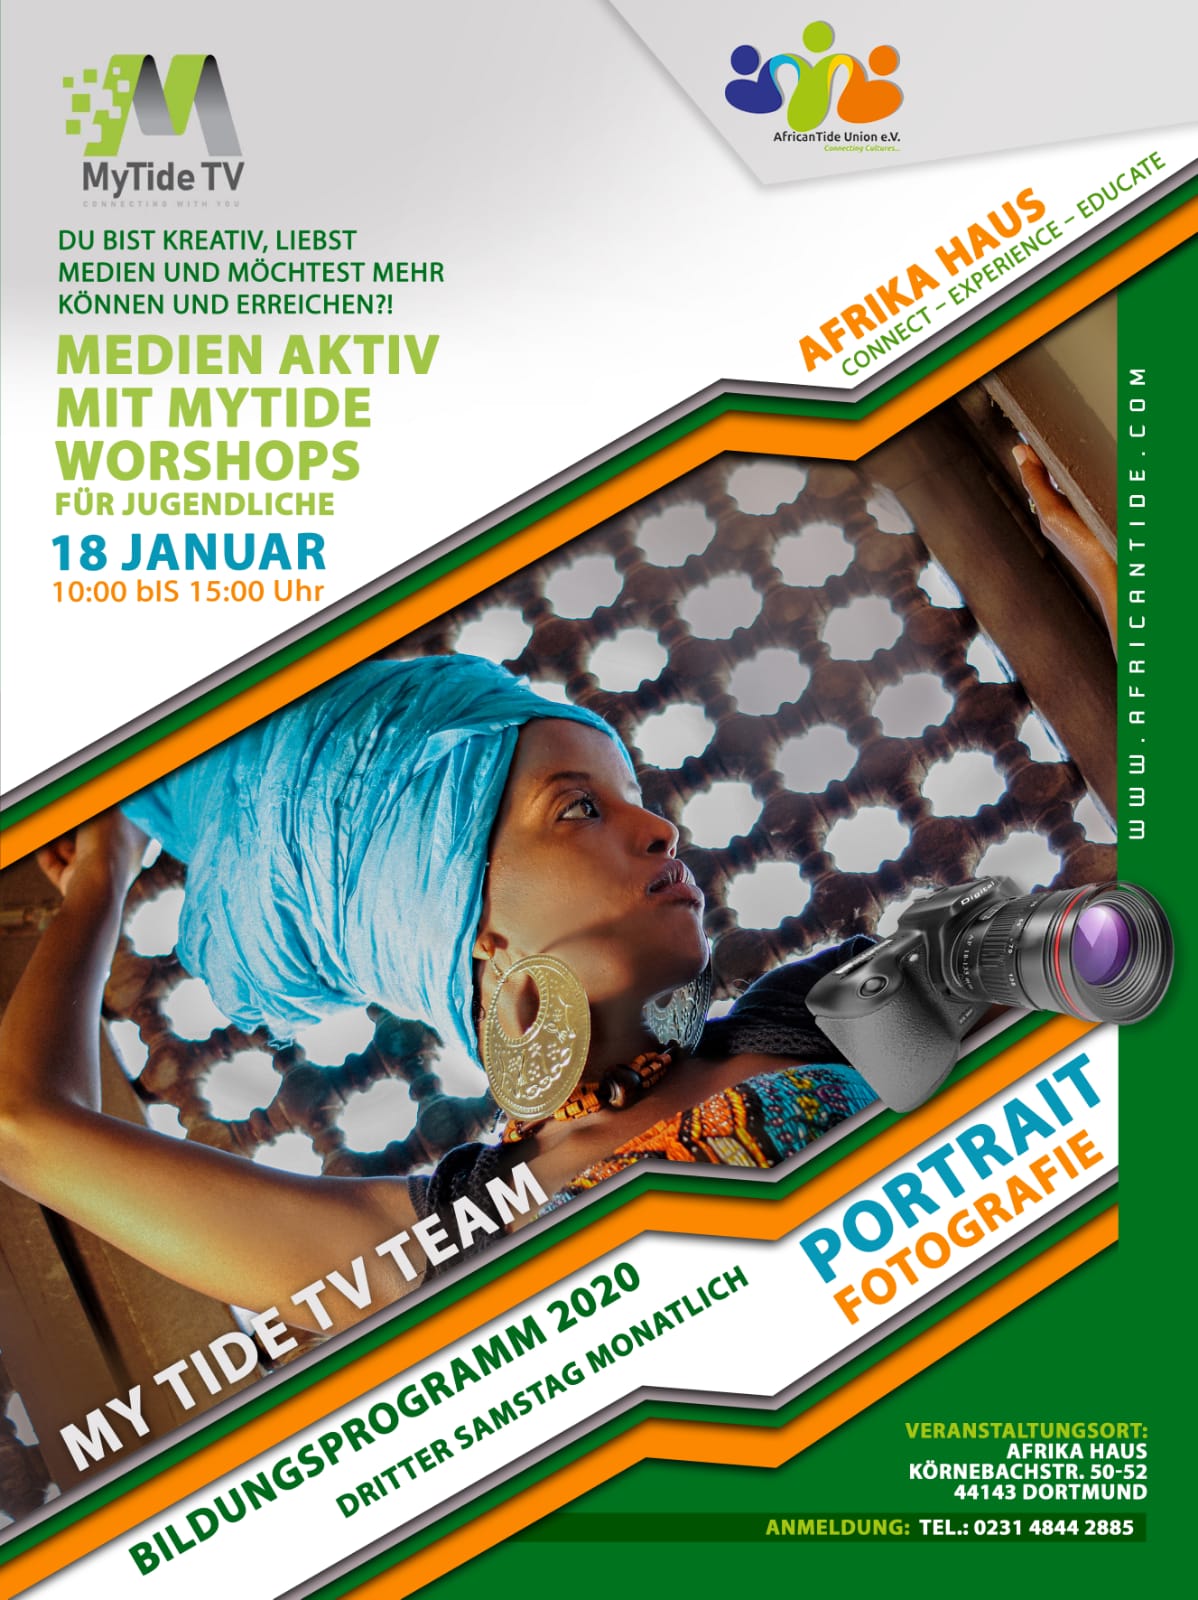 MyTide TV
CONNECTING WITH YOU
AfricanTide Union e.V.
Connecting Cultures...
DU BIST KREATIV, LIEBST
MEDIEN UND MÖCHTEST MEHR
KÖNNEN UND ERREICHEN?!
MEDIEN AKTIV
MIT MYTIDE
WORSHOPS
FÜR JUGENDLICHE
18 JANUAR
10:00 bIS 15:00 Uhr
AFRIKA HAUS
CONNECT – EXPERIENCE – EDUCATE
WWW.AFRICANTIDE.COM
Digital
PORTRAIT
FOTOGRAFIE
MY TIDE TV TEAM
BILDUNGSPROGRAMM 2020
DRITTER SAMSTAG MONATLICH
VERANSTALTUNGSORT:
AFRIKA HAUS
KÖRNEBACHSTR. 50-52
44143 DORTMUND
ANMELDUNG: TEL.: 0231 4844 2885